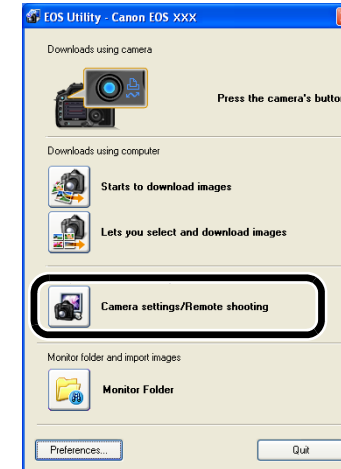 EOS Utility - Canon EOS XXX
Downloads using camera
Press the camera's butto
Downloads using computer
Starts to download images
Lets you select and download images
Camera settings/Remote shooting
Monitor folder and import images
Monitor Folder
Preferences...
Quit